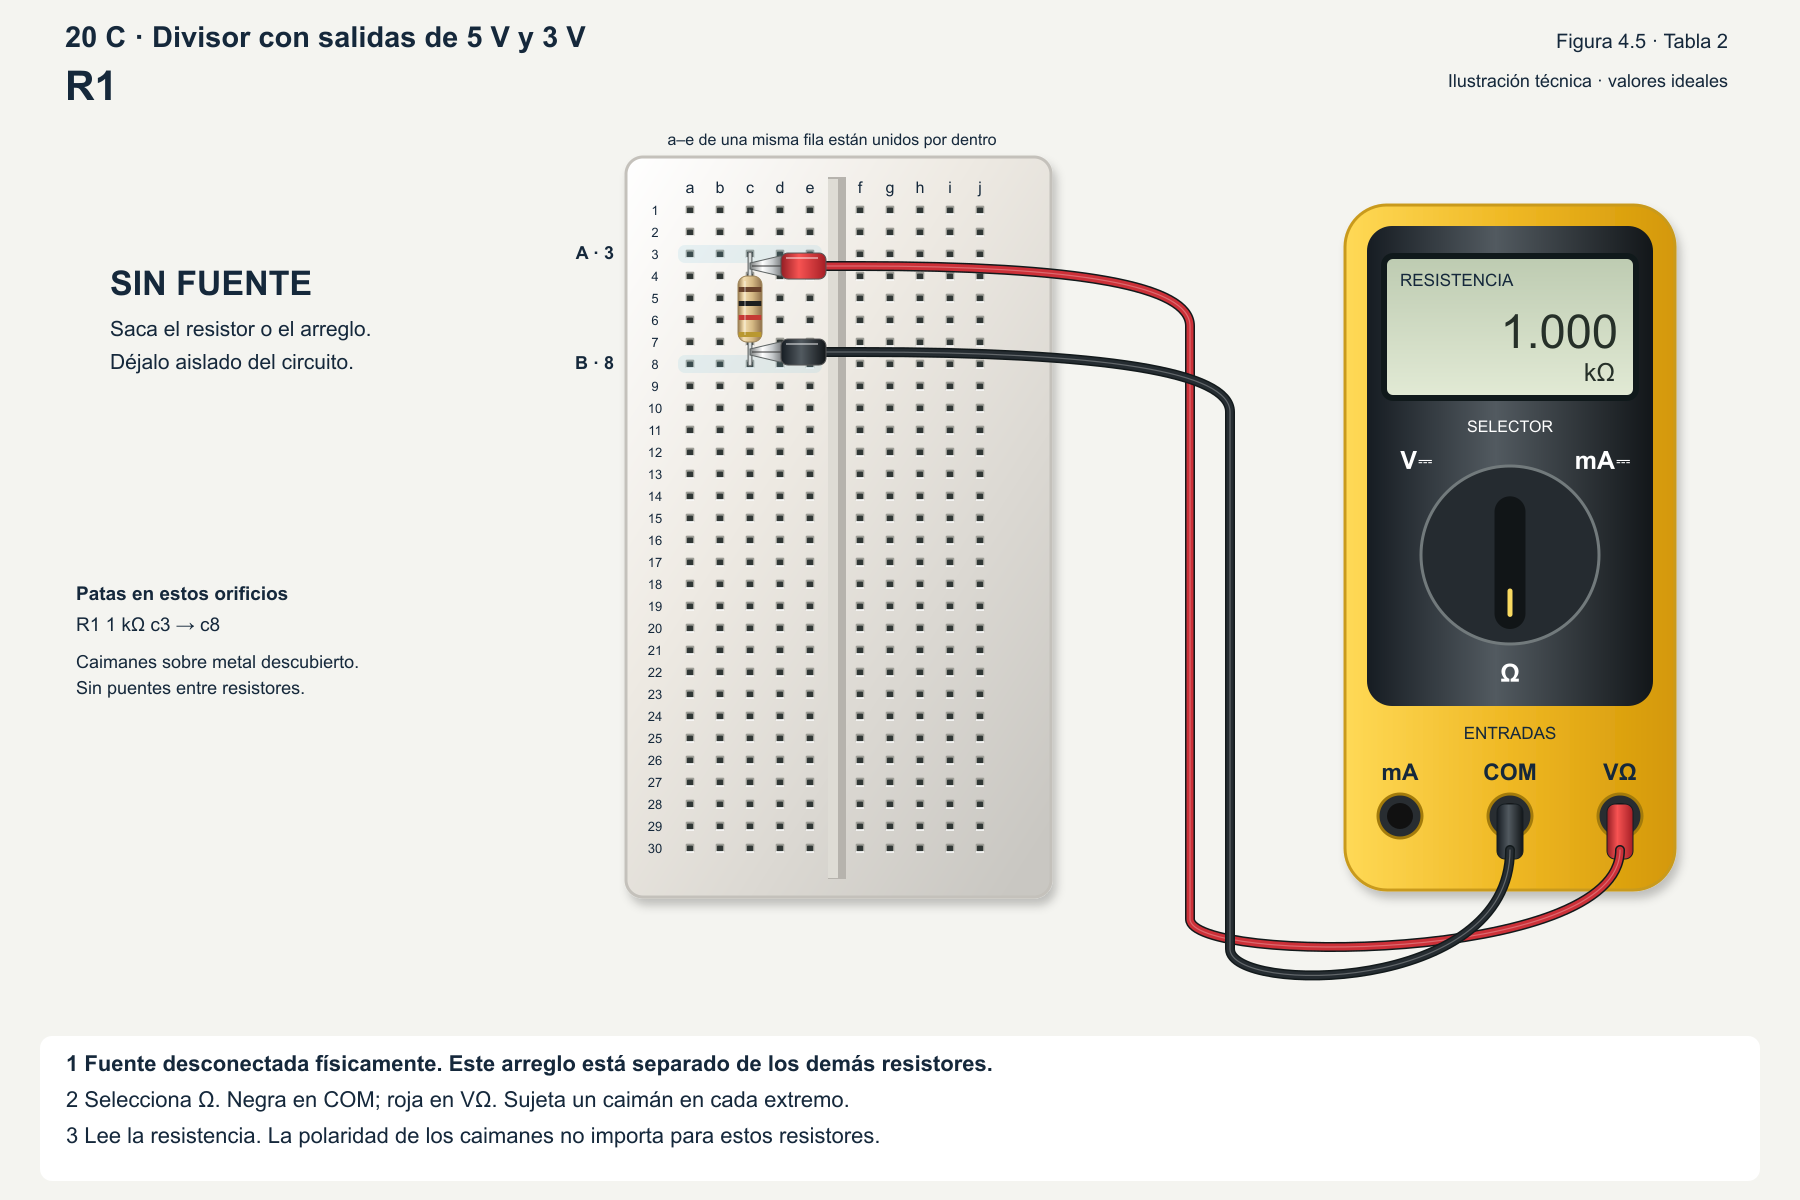 20 C · Divisor con salidas de 5 V y 3 V
R1
Figura 4.5 · Tabla 2
Ilustración técnica · valores ideales
a–e de una misma fila están unidos por dentro
a b c d e f g h i j
1
2
3
4
5
6
7
8
9
10
11
12
13
14
15
16
17
18
19
20
21
22
23
24
25
26
27
28
29
30
A · 3
B · 8
SIN FUENTE
Saca el resistor o el arreglo.
Déjalo aislado del circuito.
Patas en estos orificios
R1 1 kΩ c3 → c8
Caimanes sobre metal descubierto.
Sin puentes entre resistores.
RESISTENCIA
1.000
kΩ
SELECTOR
V⎓ mA⎓
Ω
ENTRADAS
mA COM VΩ
1 Fuente desconectada físicamente. Este arreglo está separado de los demás resistores.
2 Selecciona Ω. Negra en COM; roja en VΩ. Sujeta un caimán en cada extremo.
3 Lee la resistencia. La polaridad de los caimanes no importa para estos resistores.